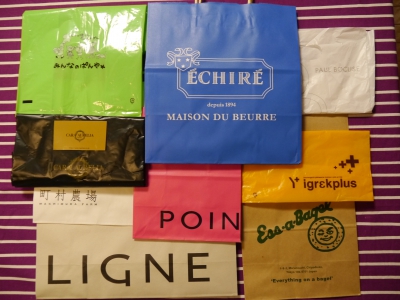 みんなのぱんや
ÉCHIRÉ
depuis 1894
MAISON DU BEURRE
PAUL BOCUSE
igrekplus
町村農場
POIN
Ess-a-Bagel
"Everything on a bagel"
LIGNE